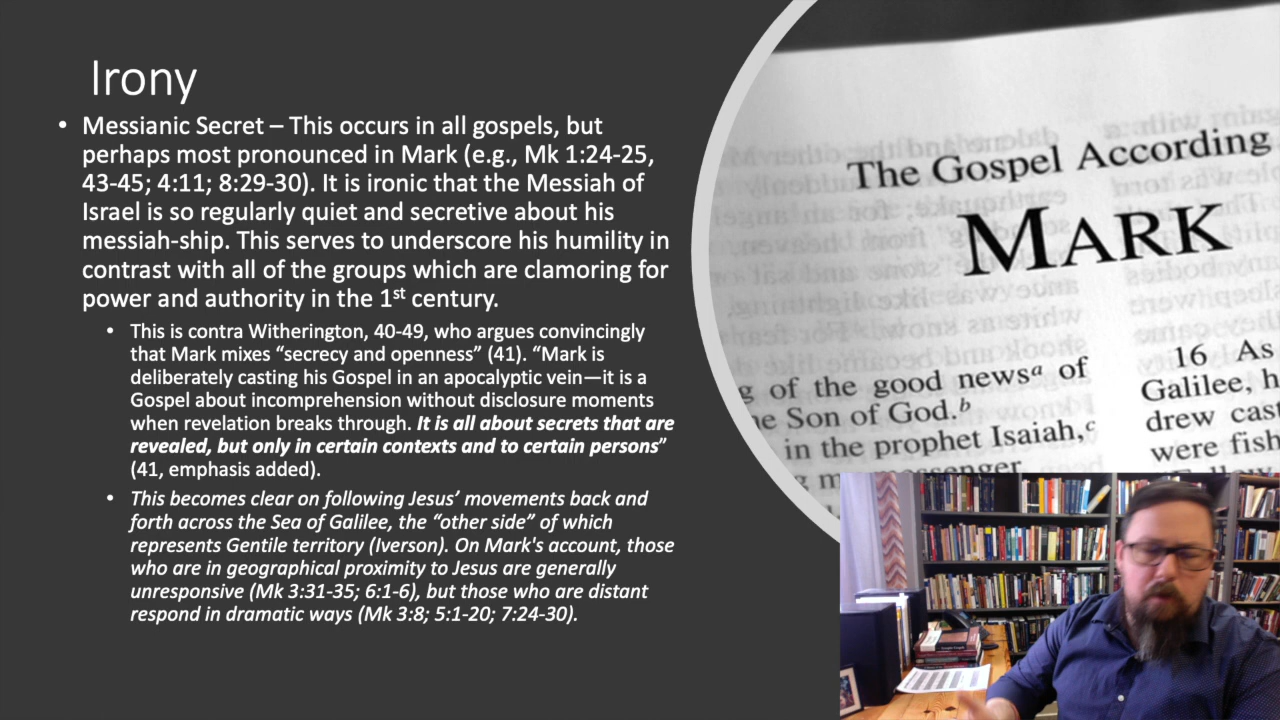 Irony
• Messianic Secret – This occurs in all gospels, but
perhaps most pronounced in Mark (e.g., Mk 1:24-25,
43-45; 4:11; 8:29-30). It is ironic that the Messiah of
Israel is so regularly quiet and secretive about his
messiah-ship. This serves to underscore his humility in
contrast with all of the groups which are clamoring for
power and authority in the 1st century.
• This is contra Witherington, 40-49, who argues convincingly
that Mark mixes “secrecy and openness” (41). “Mark is
deliberately casting his Gospel in an apocalyptic vein—it is a
Gospel about incomprehension without disclosure moments
when revelation breaks through. It is all about secrets that are
revealed, but only in certain contexts and to certain persons”
(41, emphasis added).
• This becomes clear on following Jesus’ movements back and
forth across the Sea of Galilee, the “other side” of which
represents Gentile territory (Iverson). On Mark's account, those
who are in geographical proximity to Jesus are generally
unresponsive (Mk 3:31-35; 6:1-6), but those who are distant
respond in dramatic ways (Mk 3:8; 5:1-20; 7:24-30).
The Gospel According
MARK
of the good newsa of
Son of God.b
in the prophet Isaiah,c
messenger
16 As
Galilee, h
drew cast
were fish